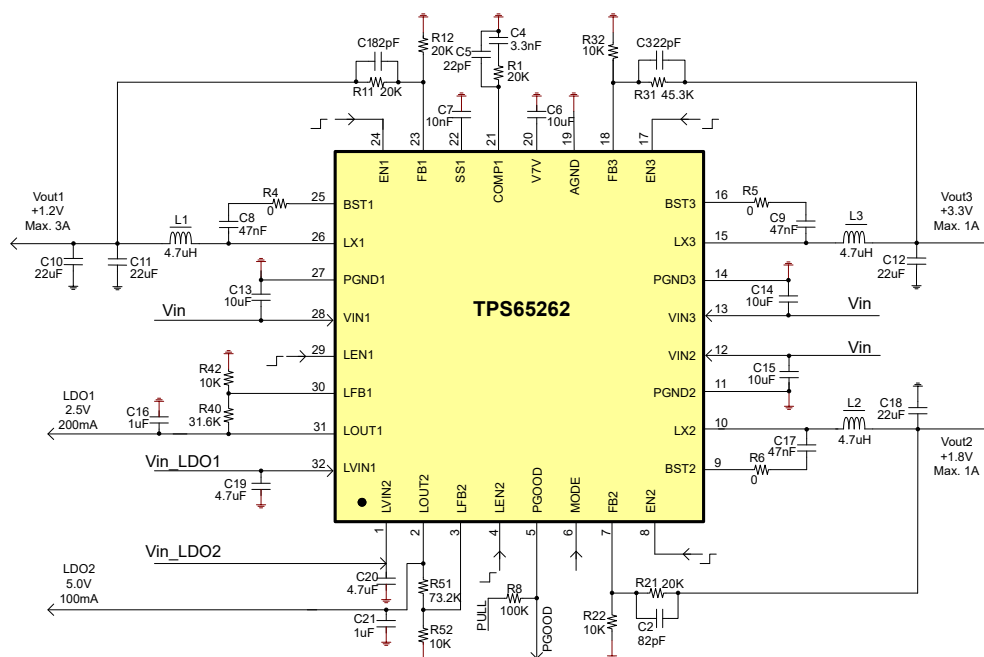 R12
20K
C182pF
R11 20K
C5
22pF
C4
3.3nF
R1
20K
R32
10K
C322pF
R31 45.3K
C7
10nF
C6
10uF
24
23
22
21
20
19
18
17
EN1
FB1
SS1
COMP1
V7V
AGND
FB3
EN3
Vout1
+1.2V
Max. 3A
L1
4.7uH
R4
0
C8
47nF
25
BST1
26
LX1
C10
22uF
C11
22uF
27
PGND1
C13
10uF
Vin
28
VIN1
29
LEN1
R42
10K
30
LFB1
LDO1
2.5V
200mA
C16
1uF
R40
31.6K
31
LOUT1
Vin_LDO1
32
LVIN1
C19
4.7uF
TPS65262
BST3
16
R5
0
C9
47nF
LX3
15
L3
4.7uH
Vout3
+3.3V
Max. 1A
C12
22uF
PGND3
14
C14
10uF
VIN3
13
Vin
VIN2
12
Vin
C15
10uF
PGND2
11
L2
4.7uH
C18
22uF
LX2
10
C17
47nF
Vout2
+1.8V
Max. 1A
BST2
9
R6
0
LVIN2
LOUT2
LFB2
LEN2
PGOOD
MODE
FB2
EN2
1
2
3
4
5
6
7
8
Vin_LDO2
LDO2
5.0V
100mA
C20
4.7uF
C21
1uF
R51
73.2K
R52
10K
PULL
R8
100K
PGOOD
R22
10K
R21 20K
C2
82pF